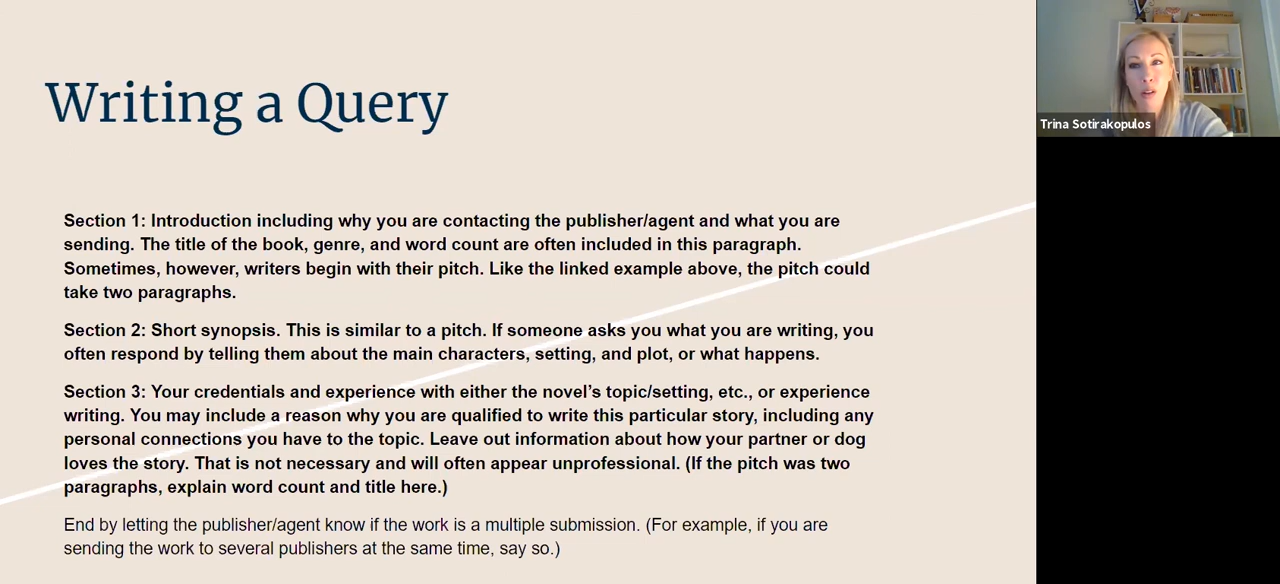 Writing a Query
Section 1: Introduction including why you are contacting the publisher/agent and what you are
sending. The title of the book, genre, and word count are often included in this paragraph.
Sometimes, however, writers begin with their pitch. Like the linked example above, the pitch could
take two paragraphs.
Section 2: Short synopsis. This is similar to a pitch. If someone asks you what you are writing, you
often respond by telling them about the main characters, setting, and plot, or what happens.
Section 3: Your credentials and experience with either the novel’s topic/setting, etc., or experience
writing. You may include a reason why you are qualified to write this particular story, including any
personal connections you have to the topic. Leave out information about how your partner or dog
loves the story. That is not necessary and will often appear unprofessional. (If the pitch was two
paragraphs, explain word count and title here.)
End by letting the publisher/agent know if the work is a multiple submission. (For example, if you are
sending the work to several publishers at the same time, say so.)
Trina Sotirakopulos